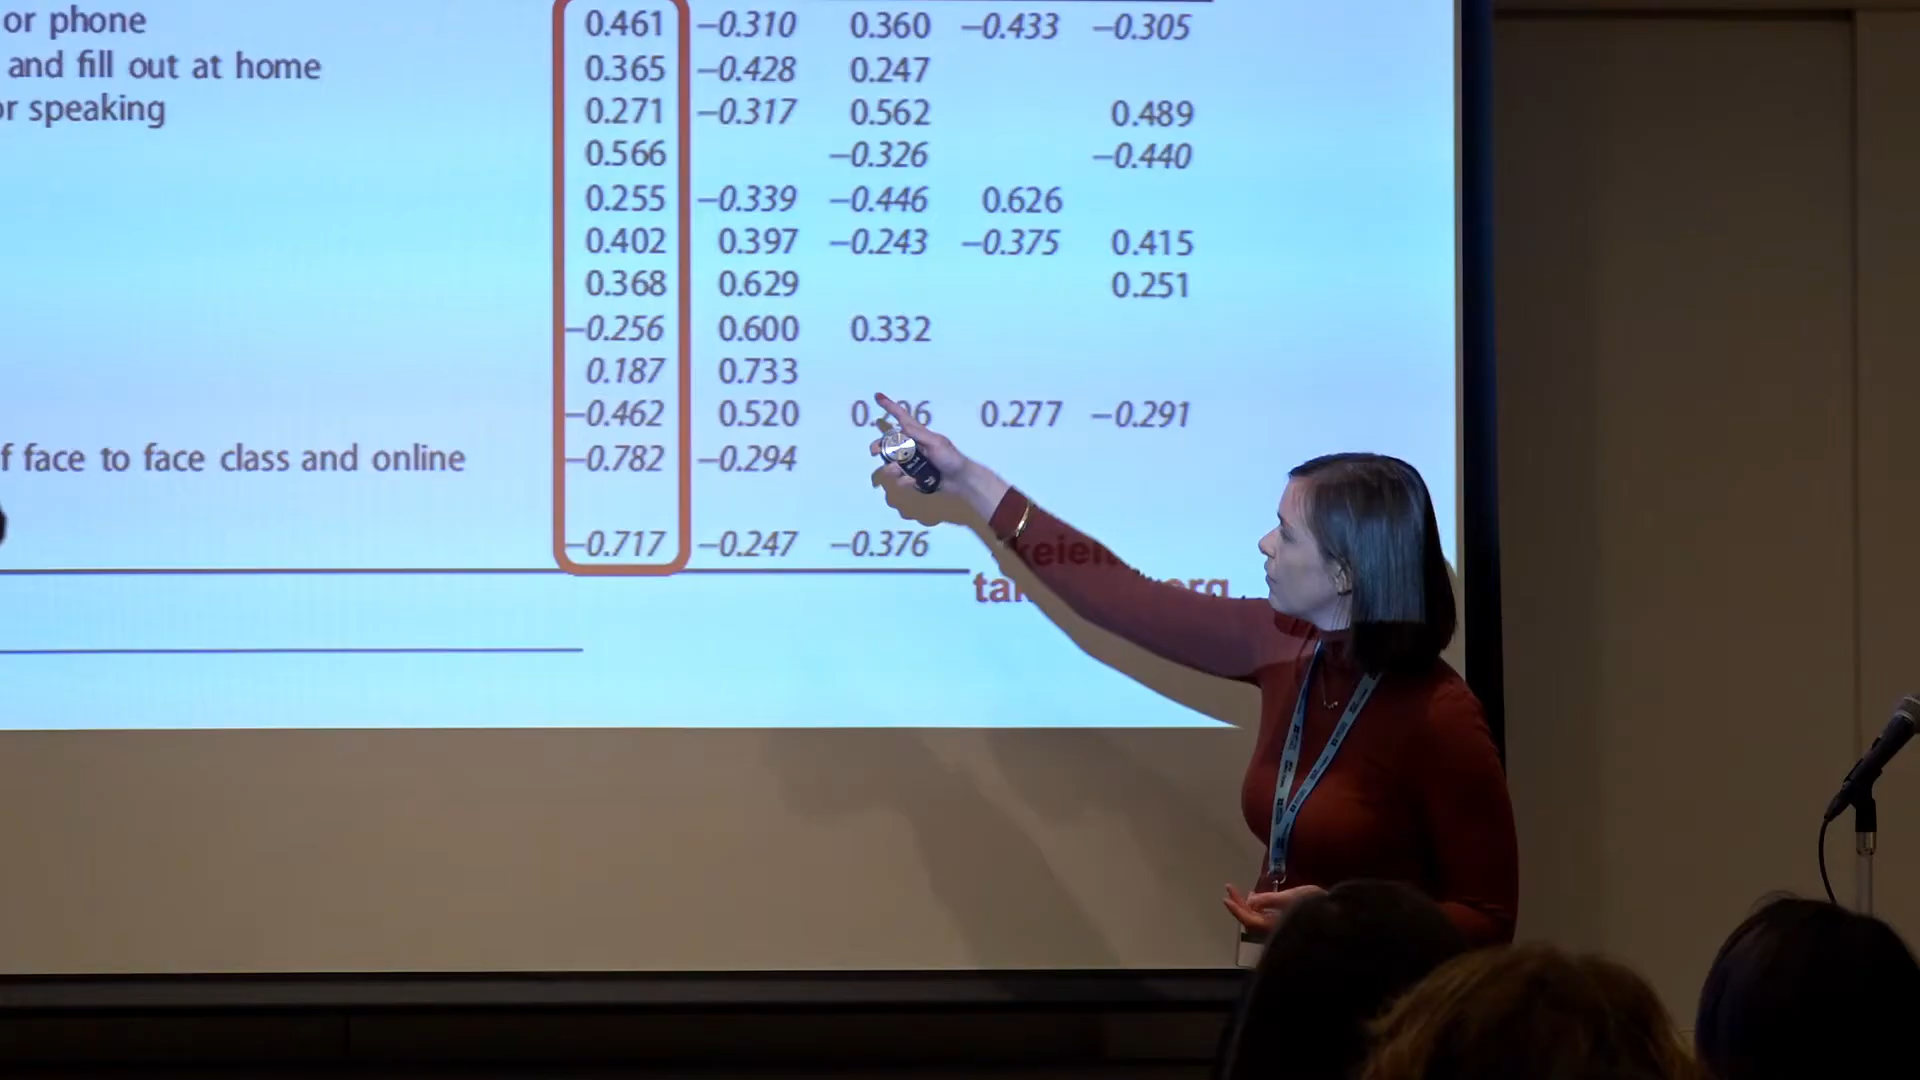 or phone 0.461 −0.310 0.360 −0.433 −0.305
and fill out at home 0.365 −0.428 0.247
or speaking 0.271 −0.317 0.562 0.489
0.566 −0.326 −0.440
0.255 −0.339 −0.446 0.626
0.402 0.397 −0.243 −0.375 0.415
0.368 0.629 0.251
−0.256 0.600 0.332
0.187 0.733
−0.462 0.520 0.277 −0.291
f face to face class and online −0.782 −0.294
−0.717 −0.247 −0.376